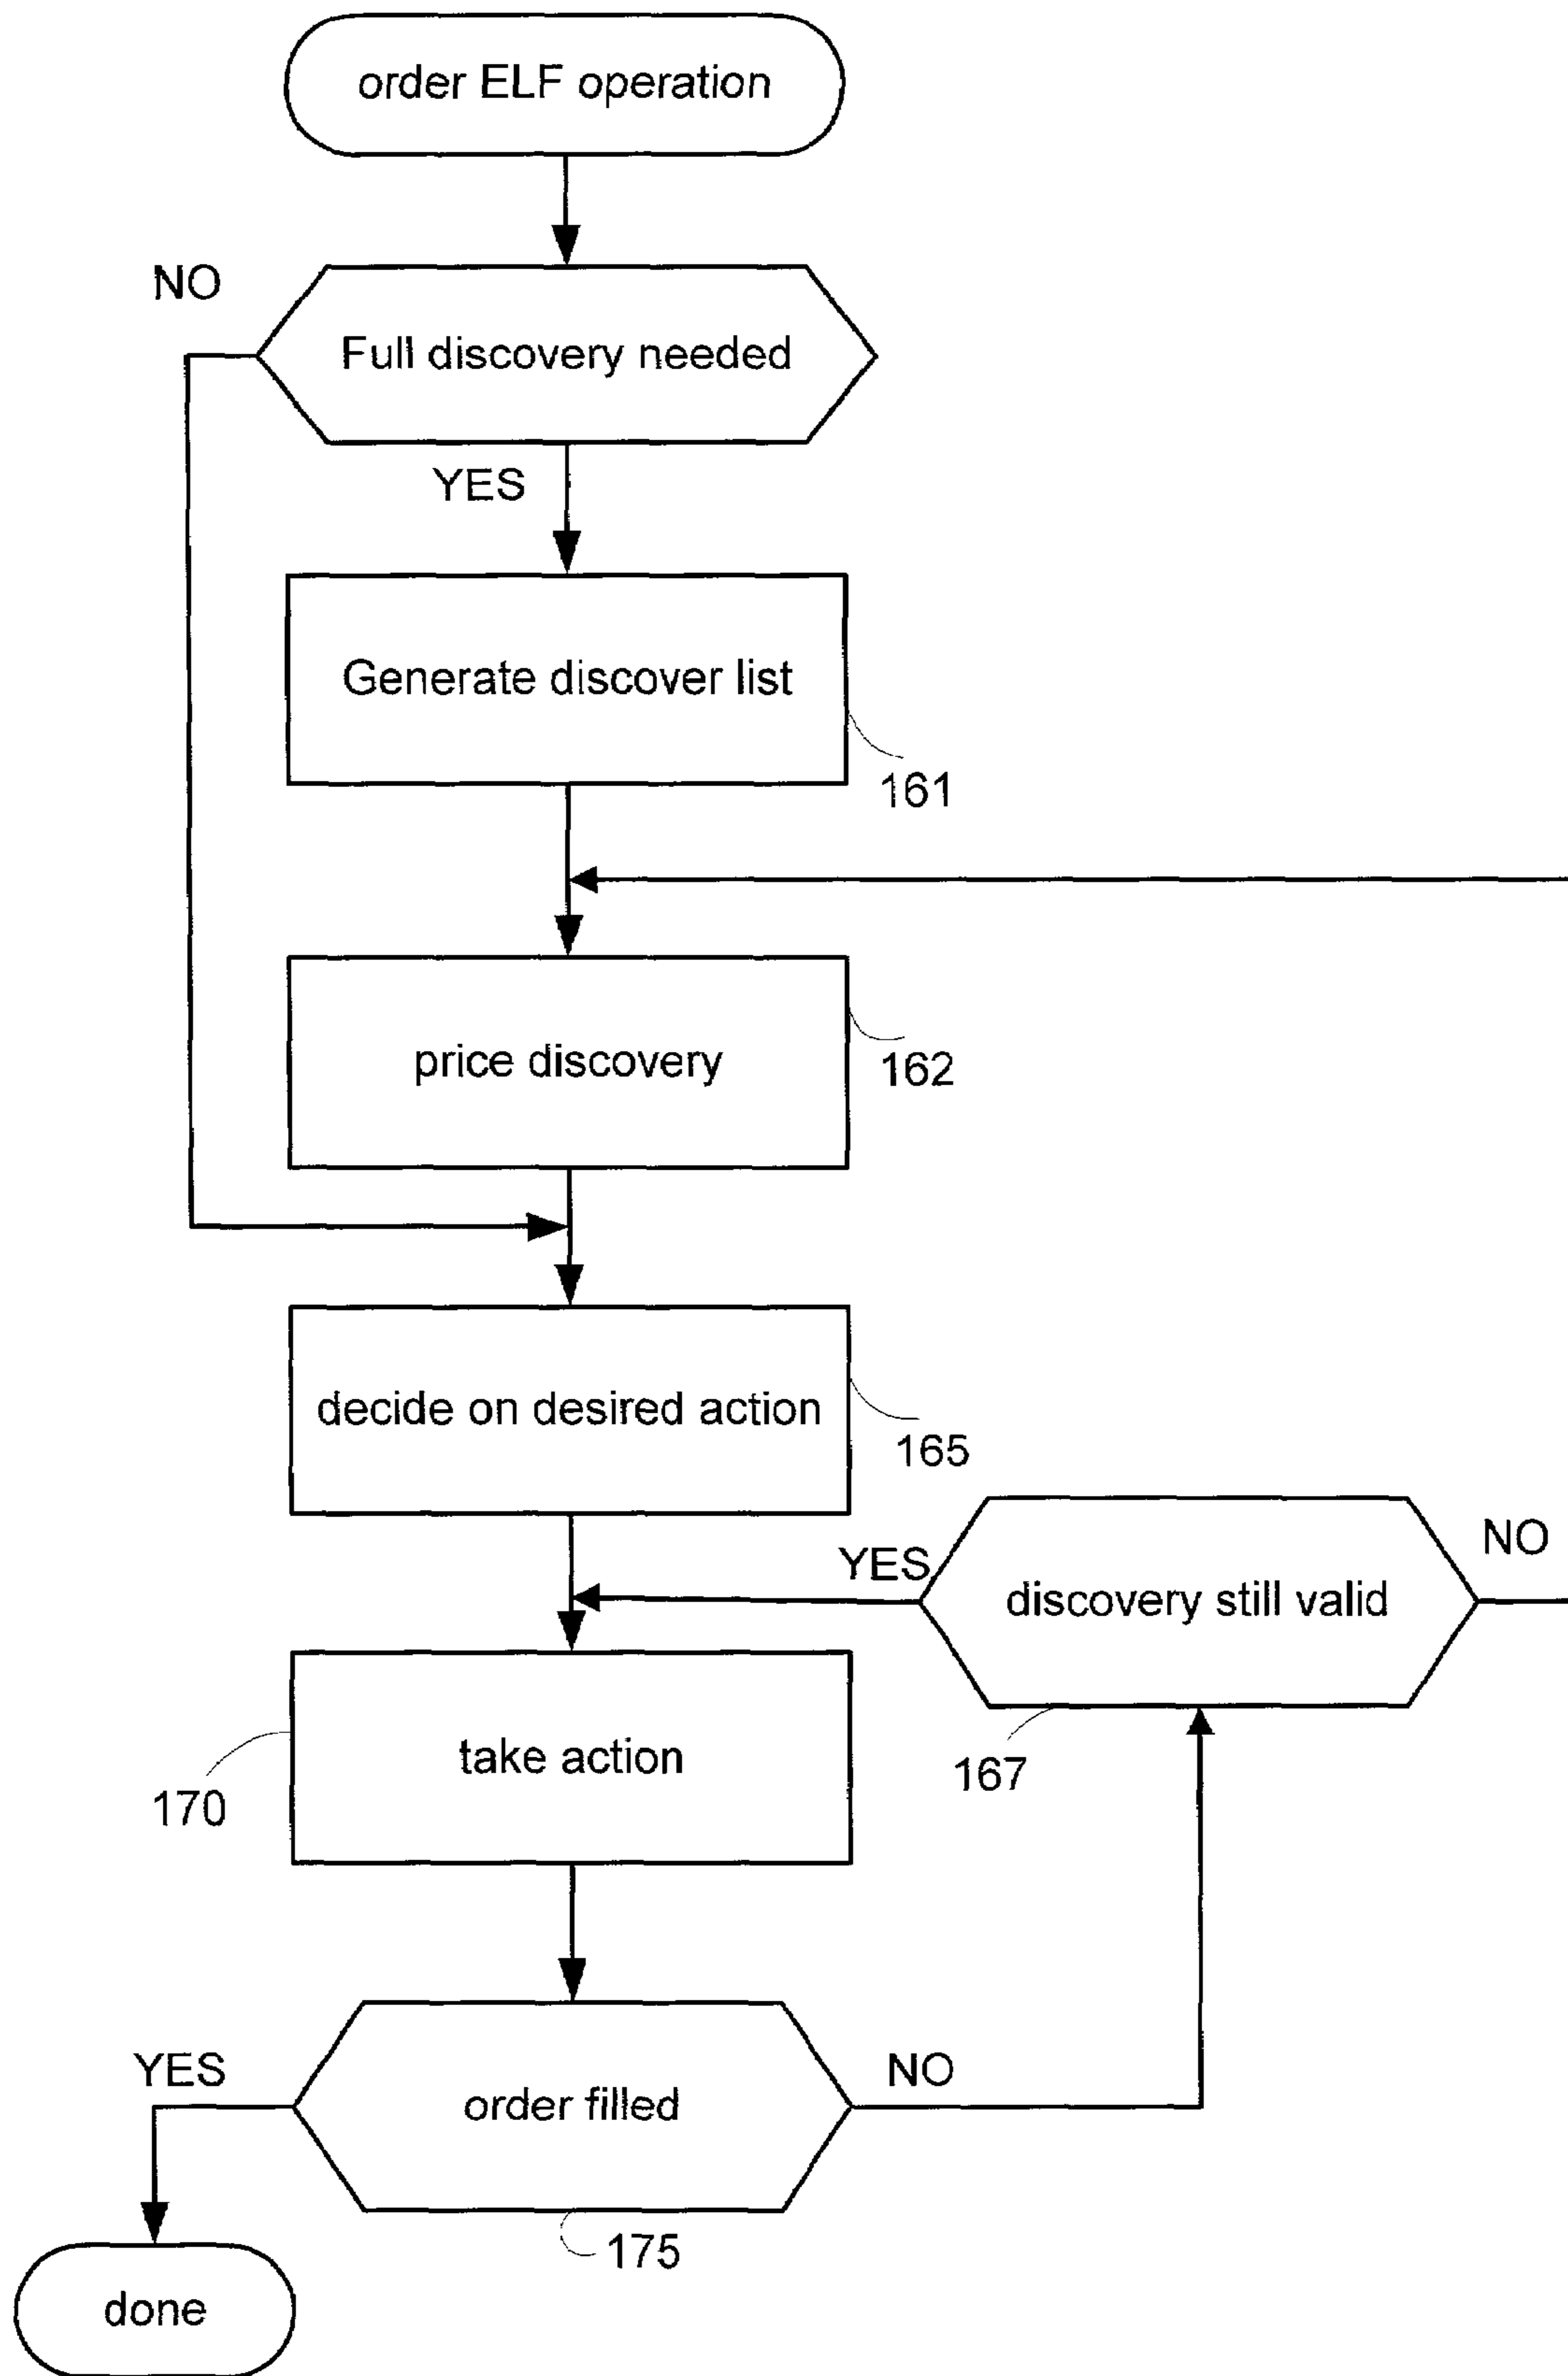 order ELF operation
NO
Full discovery needed
YES
Generate discover list
161
price discovery
162
decide on desired action
165
YES
discovery still valid
NO
take action
170
167
YES
order filled
NO
175
done